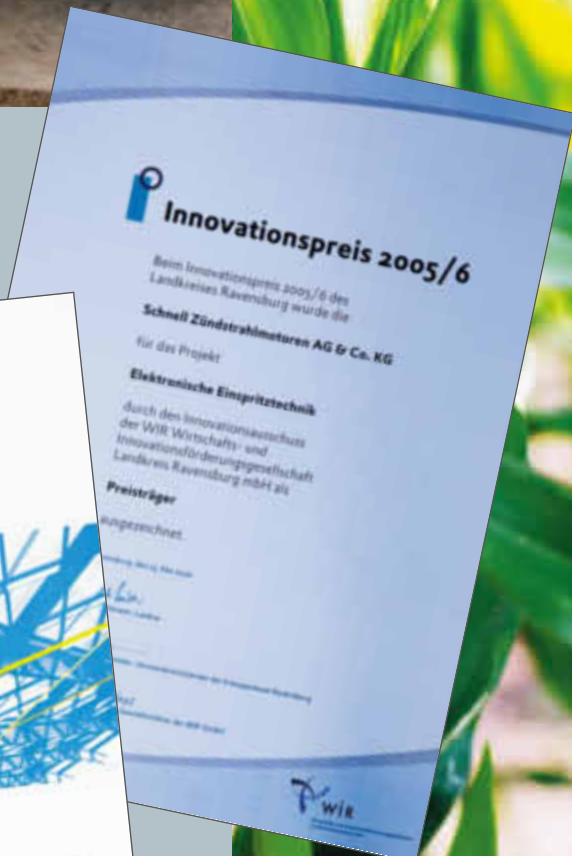 Innovationspreis 2005/6
Beim Innovationspreis 2005/6 des
Landkreises Ravensburg wurde die
Schnell Zündstrahlmotoren AG & Co. KG
für das Projekt
Elektronische Einspritztechnik
durch den Innovationsausschuss
der WIR Wirtschafts- und
Innovationsförderungsgesellschaft
Landkreis Ravensburg mbH als
Preisträger
ausgezeichnet.
WiR